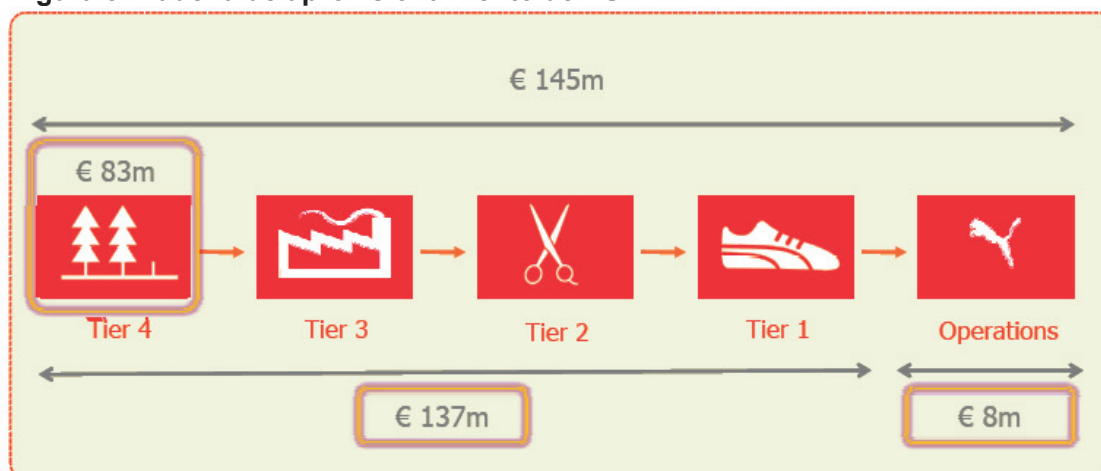 € 145m
€ 83m
Tier 4
Tier 3
Tier 2
Tier 1
Operations
€ 137m
€ 8m